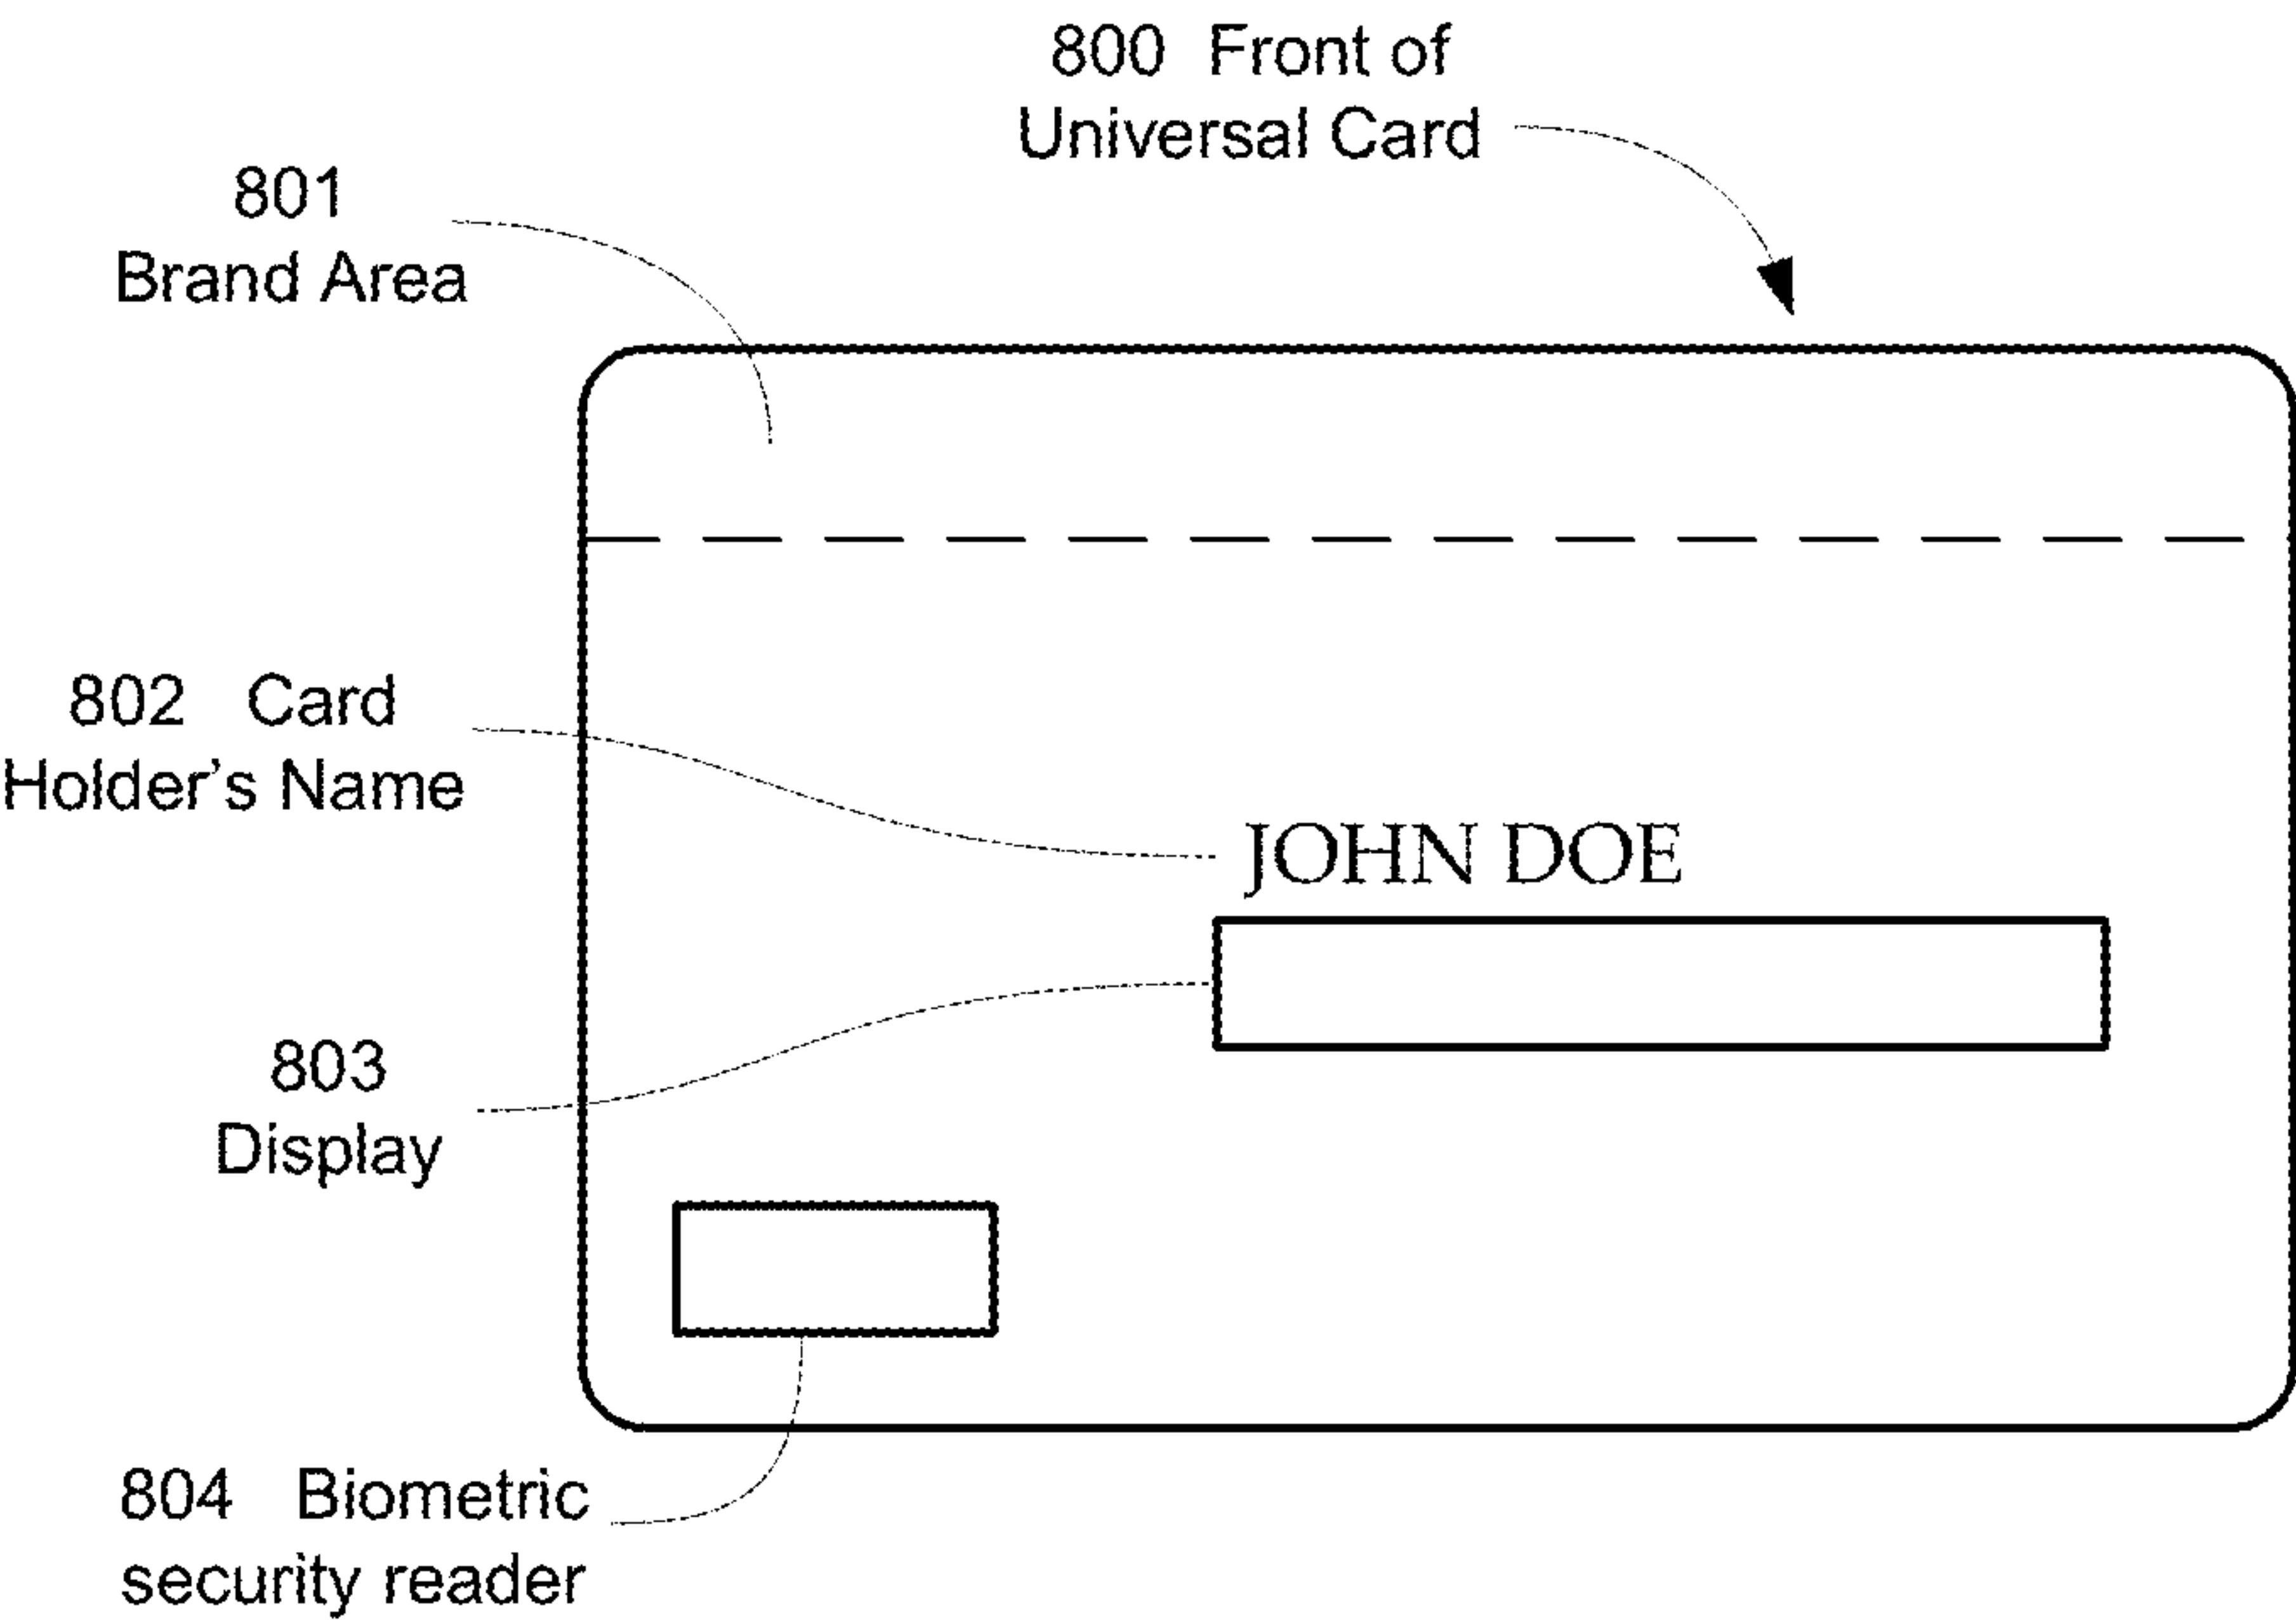 800 Front of
Universal Card
801
Brand Area
802 Card
Holder's Name
JOHN DOE
803
Display
804 Biometric
security reader